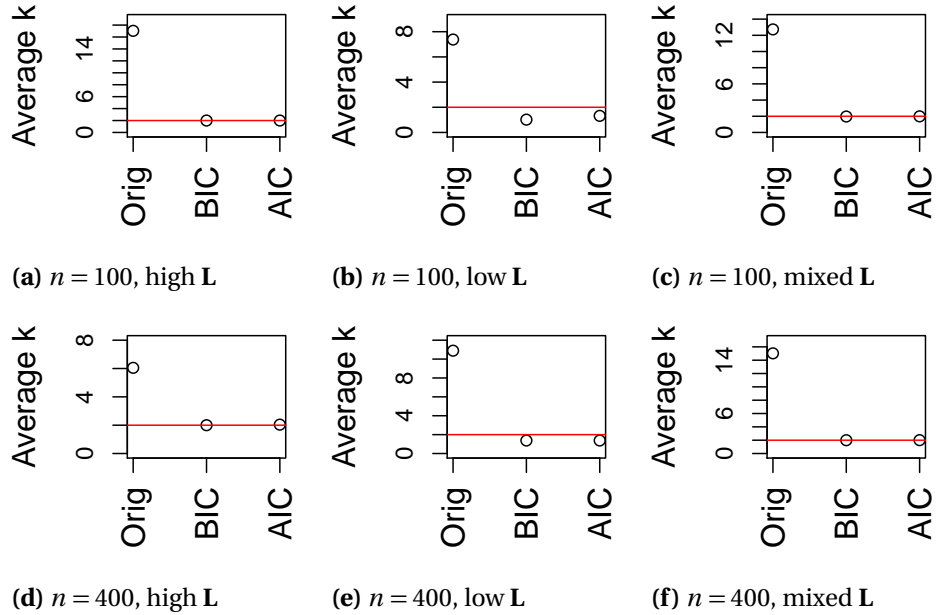 Average k
14
6
0
Orig
BIC
AIC
(a) n = 100, high L
Average k
8
4
0
Orig
BIC
AIC
(b) n = 100, low L
Average k
12
6
0
Orig
BIC
AIC
(c) n = 100, mixed L
Average k
8
4
0
Orig
BIC
AIC
(d) n = 400, high L
Average k
8
4
0
Orig
BIC
AIC
(e) n = 400, low L
Average k
14
6
0
Orig
BIC
AIC
(f) n = 400, mixed L